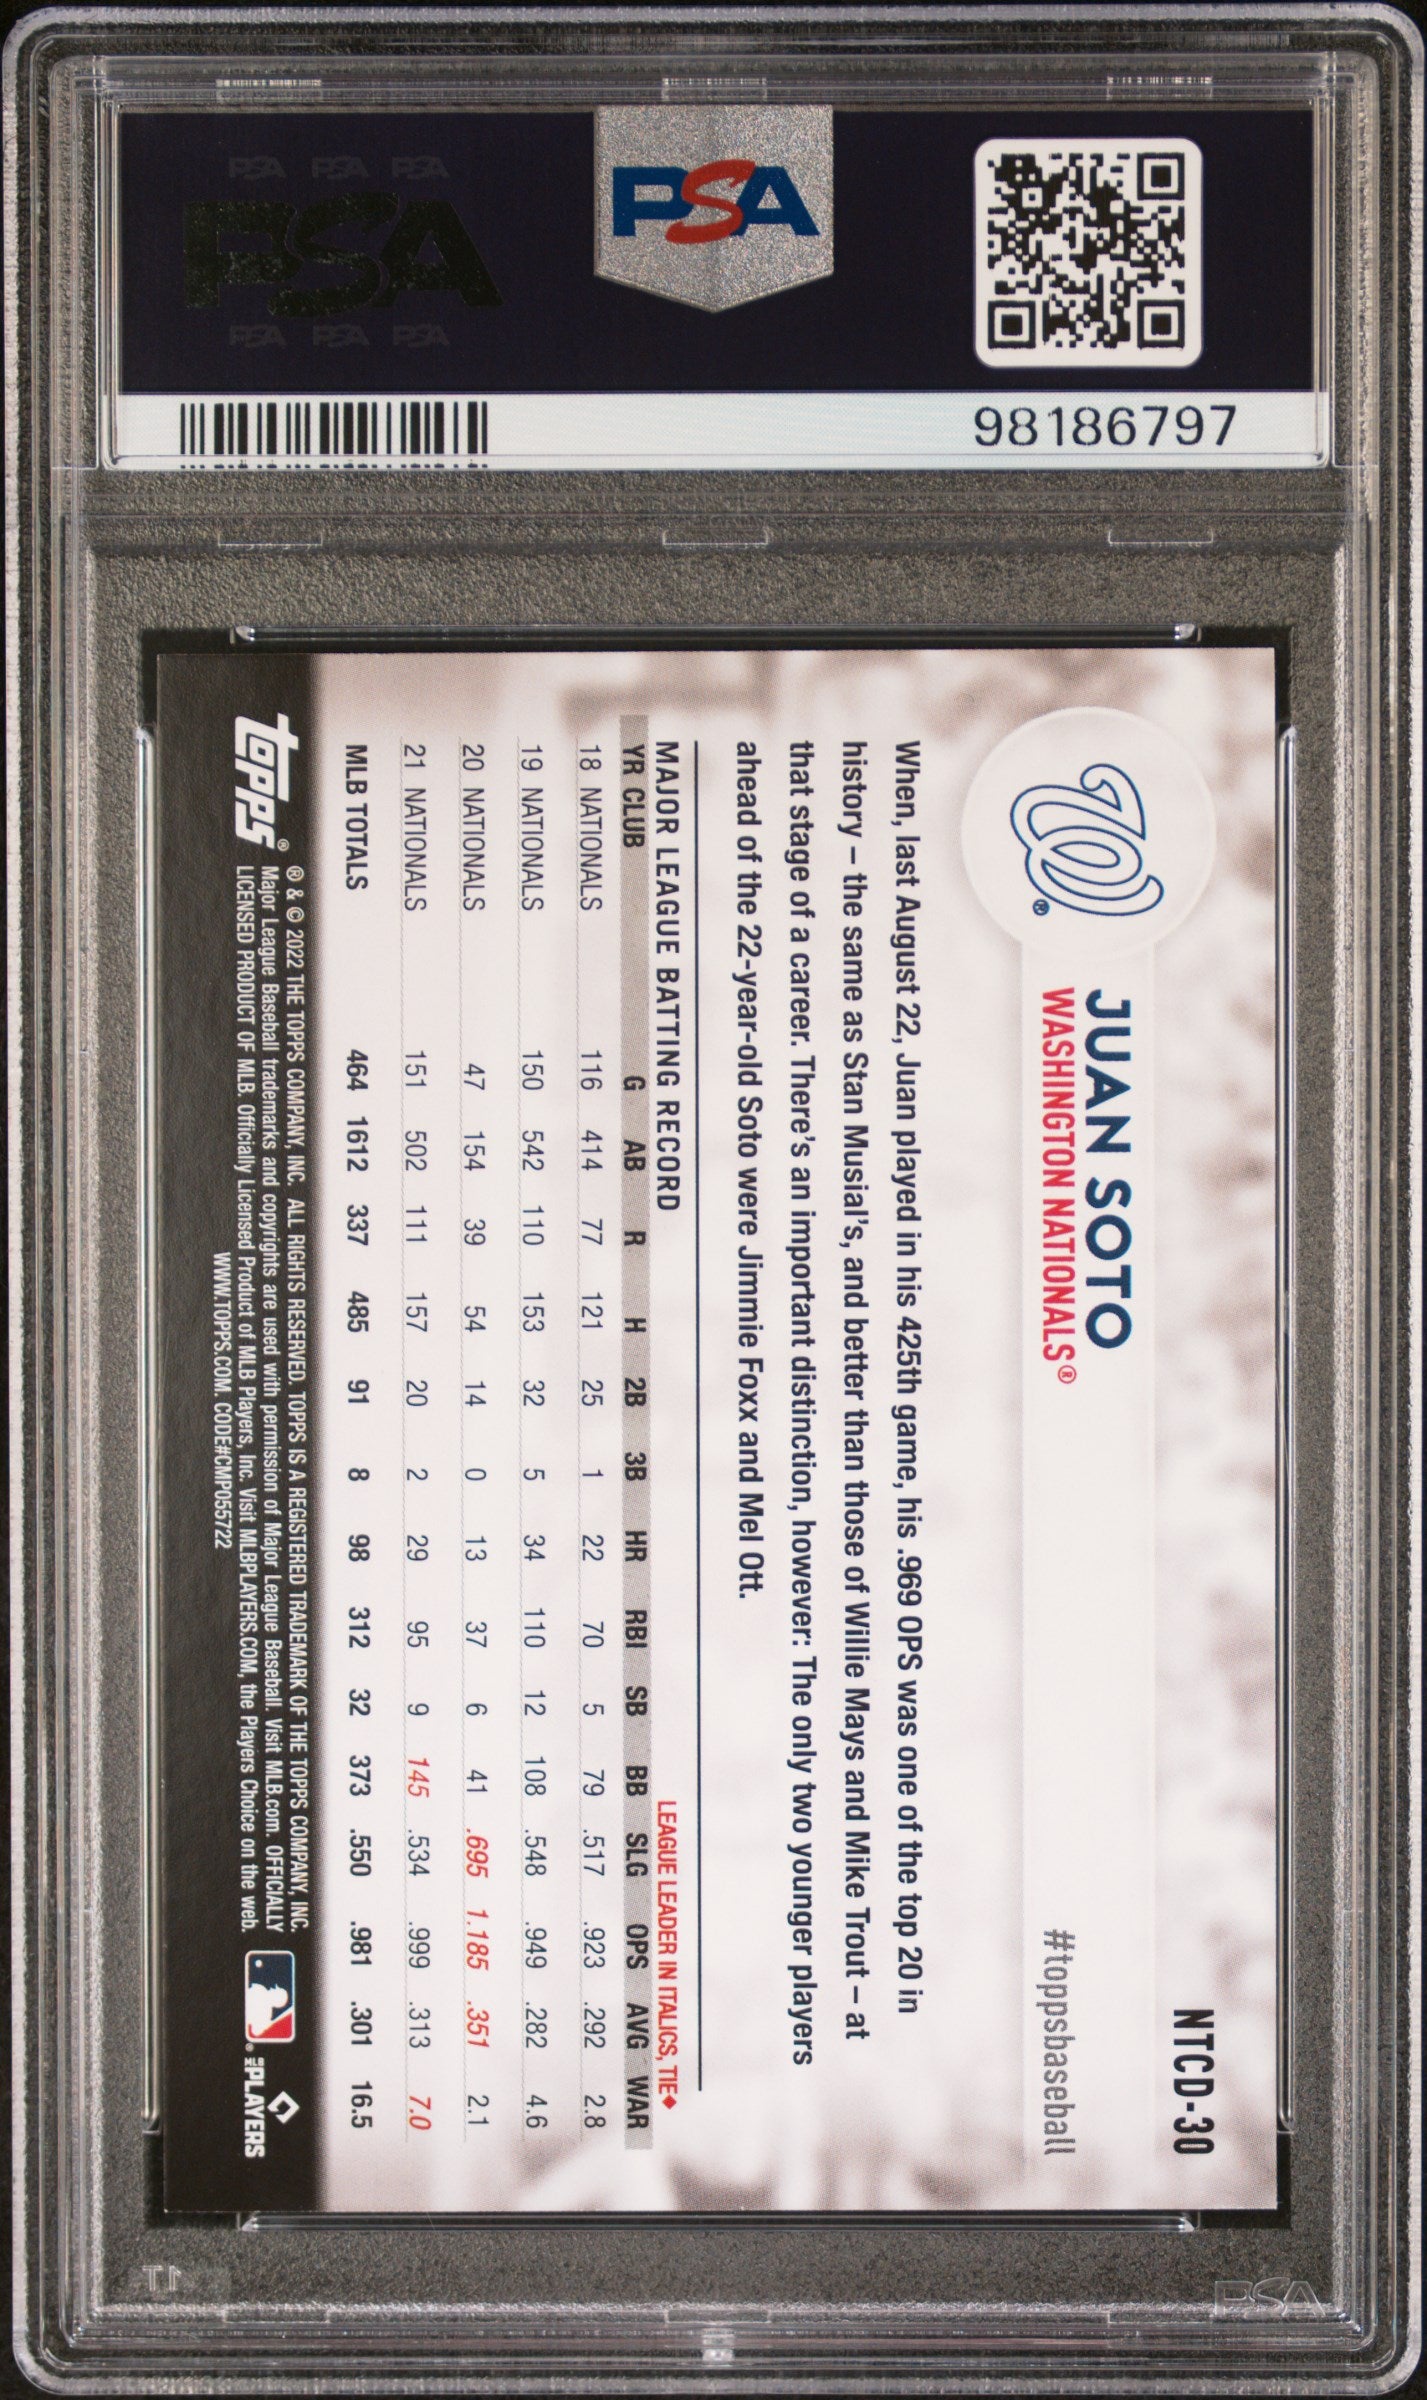 PSA PSA PSA
PSA
PSA PSA PSA
PSA
98186797
NTCD-30
JUAN SOTO
WASHINGTON NATIONALS®
#toppsbaseball
W®
When, last August 22, Juan played in his 425th game, his .969 OPS was one of the top 20 in
history – the same as Stan Musial's, and better than those of Willie Mays and Mike Trout – at
that stage of a career. There's an important distinction, however: The only two younger players
ahead of the 22-year-old Soto were Jimmie Foxx and Mel Ott.
MAJOR LEAGUE BATTING RECORD LEAGUE LEADER IN ITALICS, TIE♦
YR CLUB G AB R H 2B 3B HR RBI SB BB SLG OPS AVG WAR
18 NATIONALS 116 414 77 121 25 1 22 70 5 79 .517 .923 .292 2.8
19 NATIONALS 150 542 110 153 32 5 34 110 12 108 .548 .949 .282 4.6
20 NATIONALS 47 154 39 54 14 0 13 37 6 41 .695 1.185 .351 2.1
21 NATIONALS 151 502 111 157 20 2 29 95 9 145 .534 .999 .313 7.0
MLB TOTALS 464 1612 337 485 91 8 98 312 32 373 .550 .981 .301 16.5
topps®
® & © 2022 THE TOPPS COMPANY, INC. ALL RIGHTS RESERVED. TOPPS IS A REGISTERED TRADEMARK OF THE TOPPS COMPANY, INC.
Major League Baseball trademarks and copyrights are used with permission of Major League Baseball. Visit MLB.com. OFFICIALLY
LICENSED PRODUCT OF MLB. Officially Licensed Product of MLB Players, Inc. Visit MLBPLAYERS.COM, the Players Choice on the web.
WWW.TOPPS.COM CODE#CMP055722
MLB PLAYERS
PSA